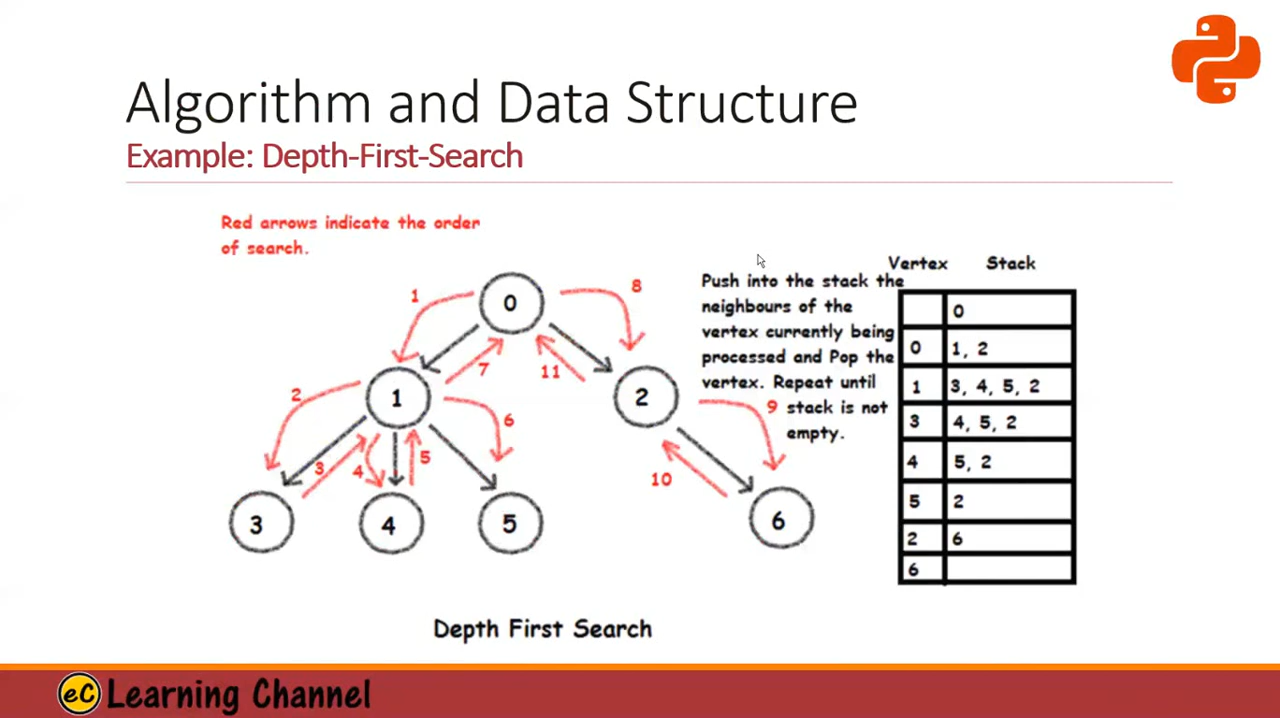 Algorithm and Data Structure
Example: Depth-First-Search
Red arrows indicate the order
of search.
0
1
8
7
11
1
2
2
6
9
3
4
5
10
3
4
5
6
Depth First Search
Push into the stack the
neighbours of the
vertex currently being
processed and Pop the
vertex. Repeat until
stack is not
empty.
Vertex Stack
0
0 1, 2
1 3, 4, 5, 2
3 4, 5, 2
4 5, 2
5 2
2 6
6
eC Learning Channel